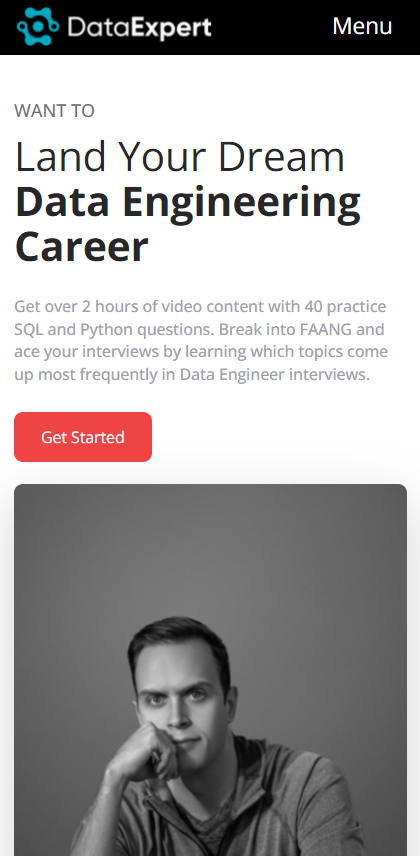 DataExpert
Menu
WANT TO
Land Your Dream
Data Engineering
Career
Get over 2 hours of video content with 40 practice
SQL and Python questions. Break into FAANG and
ace your interviews by learning which topics come
up most frequently in Data Engineer interviews.
Get Started